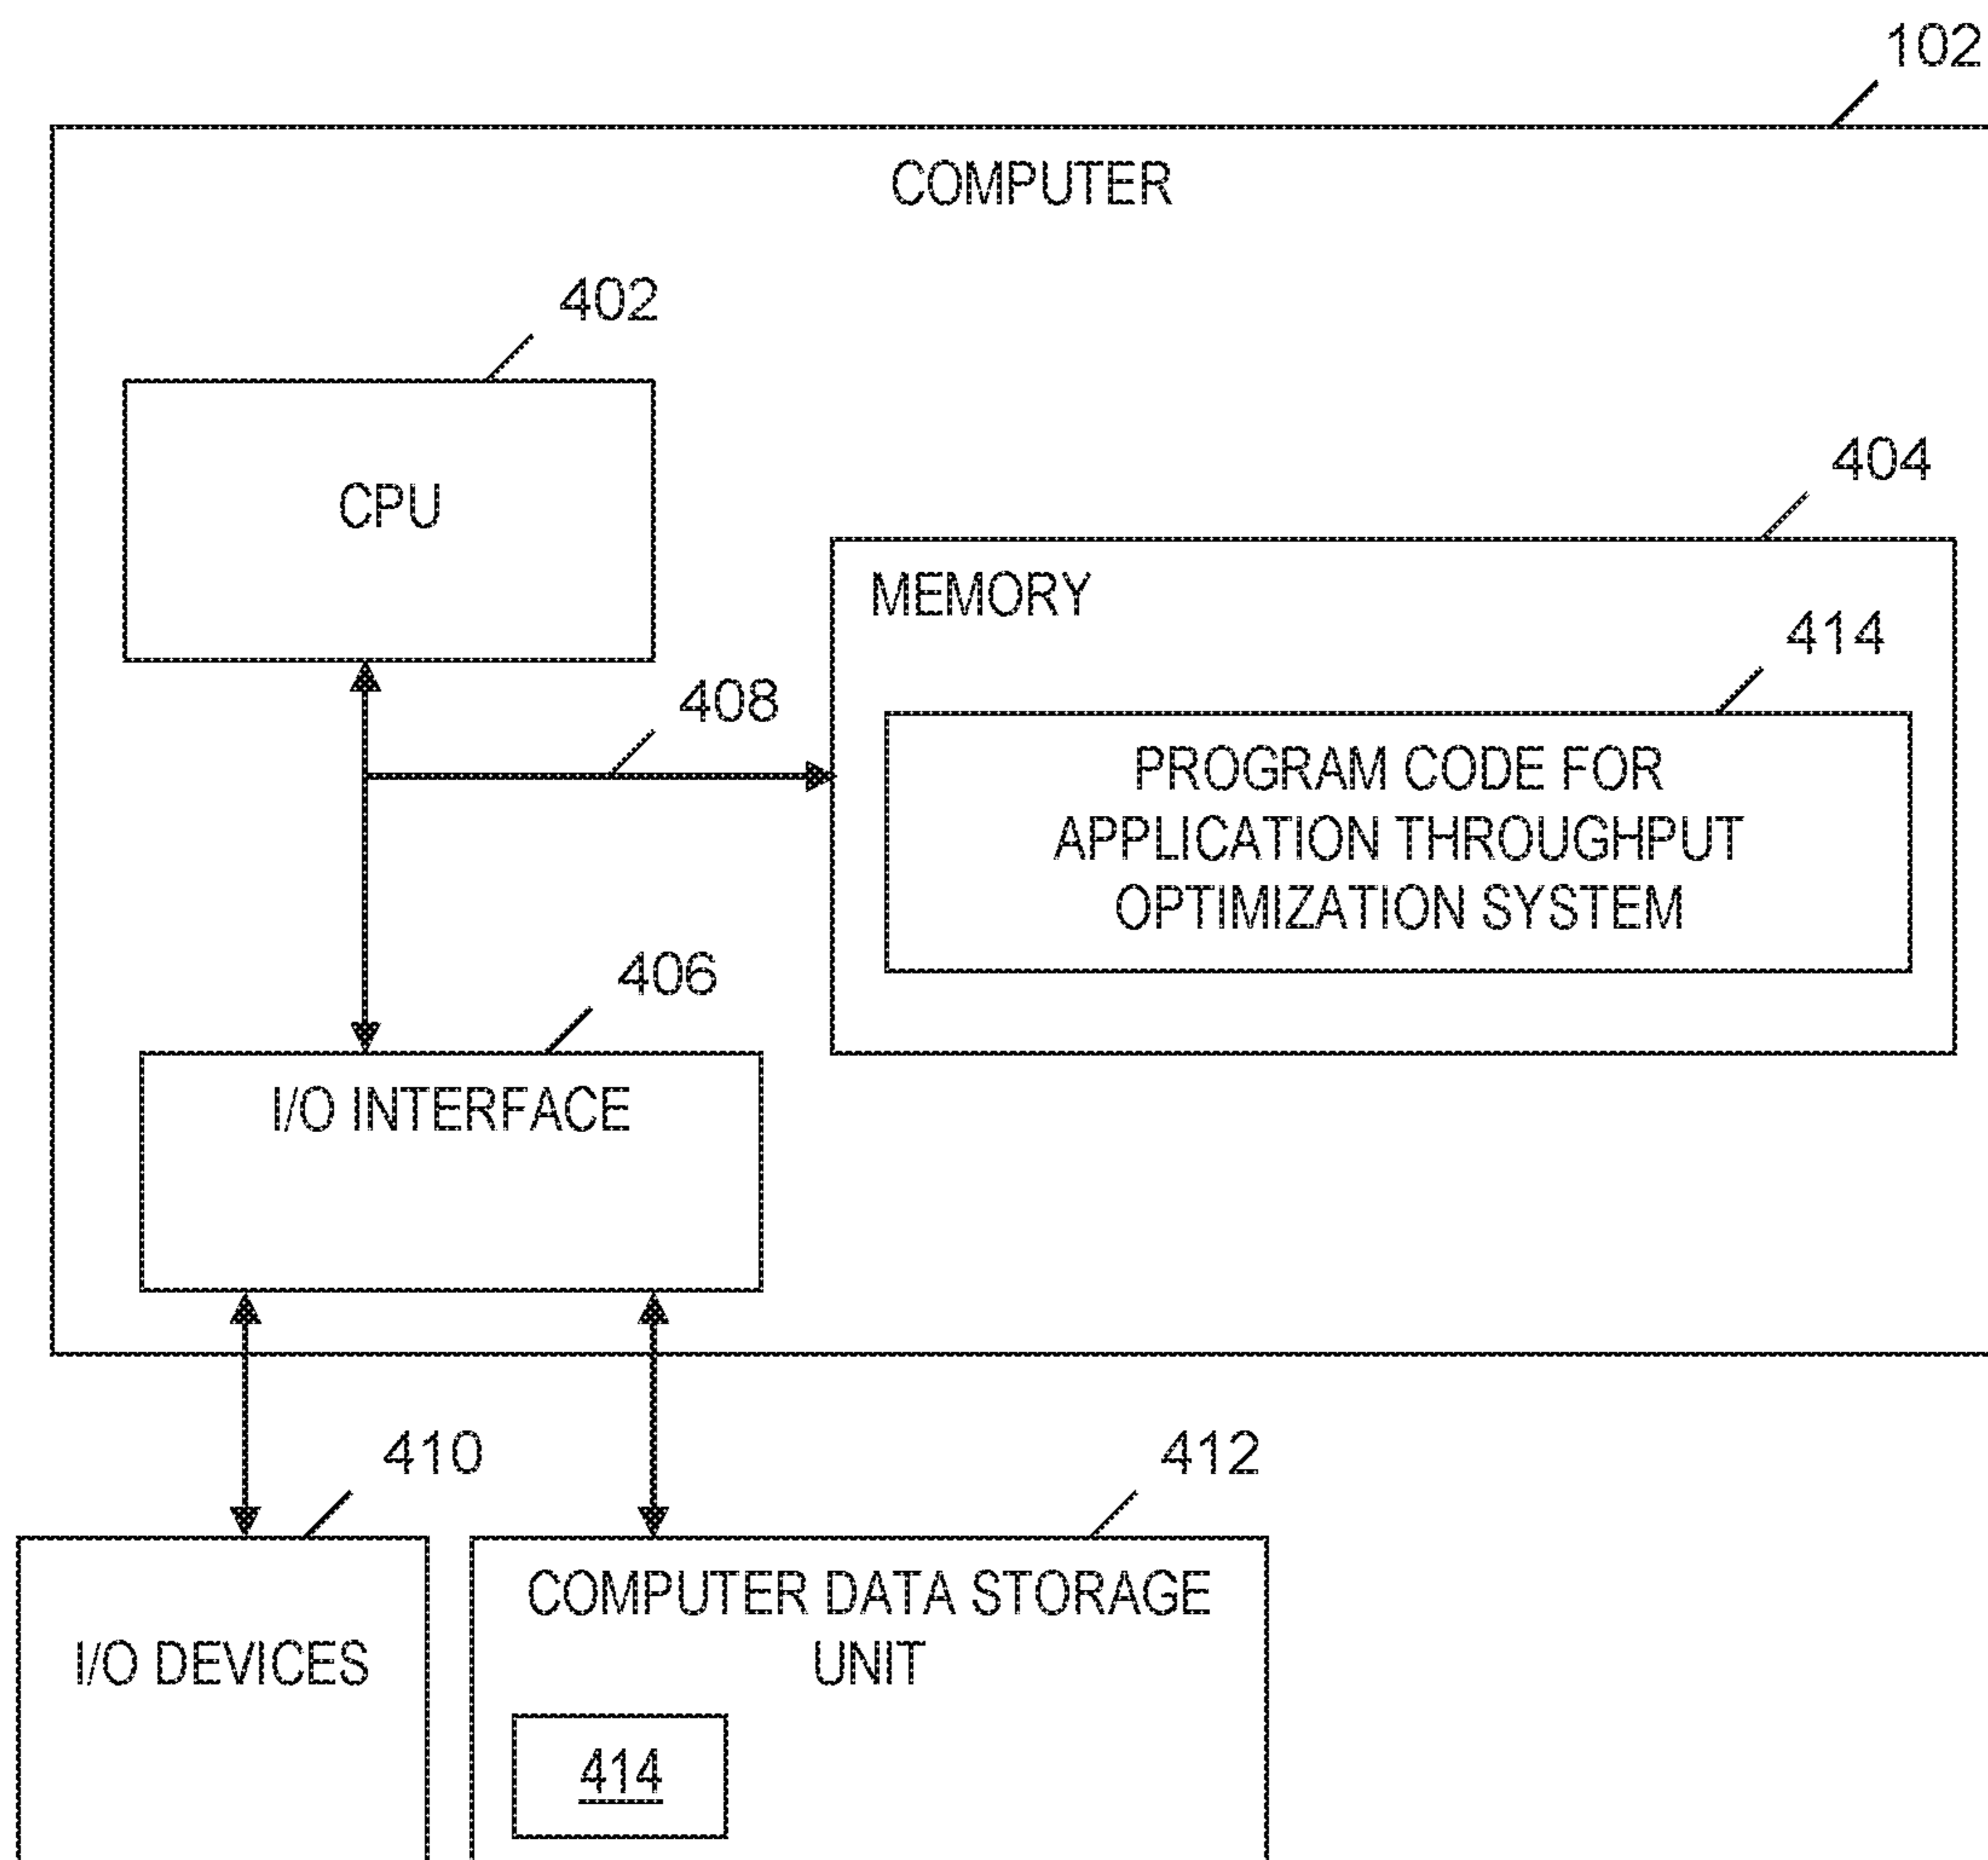 102
COMPUTER
402
CPU
404
MEMORY
414
408
PROGRAM CODE FOR
APPLICATION THROUGHPUT
OPTIMIZATION SYSTEM
406
I/O INTERFACE
410
412
COMPUTER DATA STORAGE
UNIT
I/O DEVICES
414